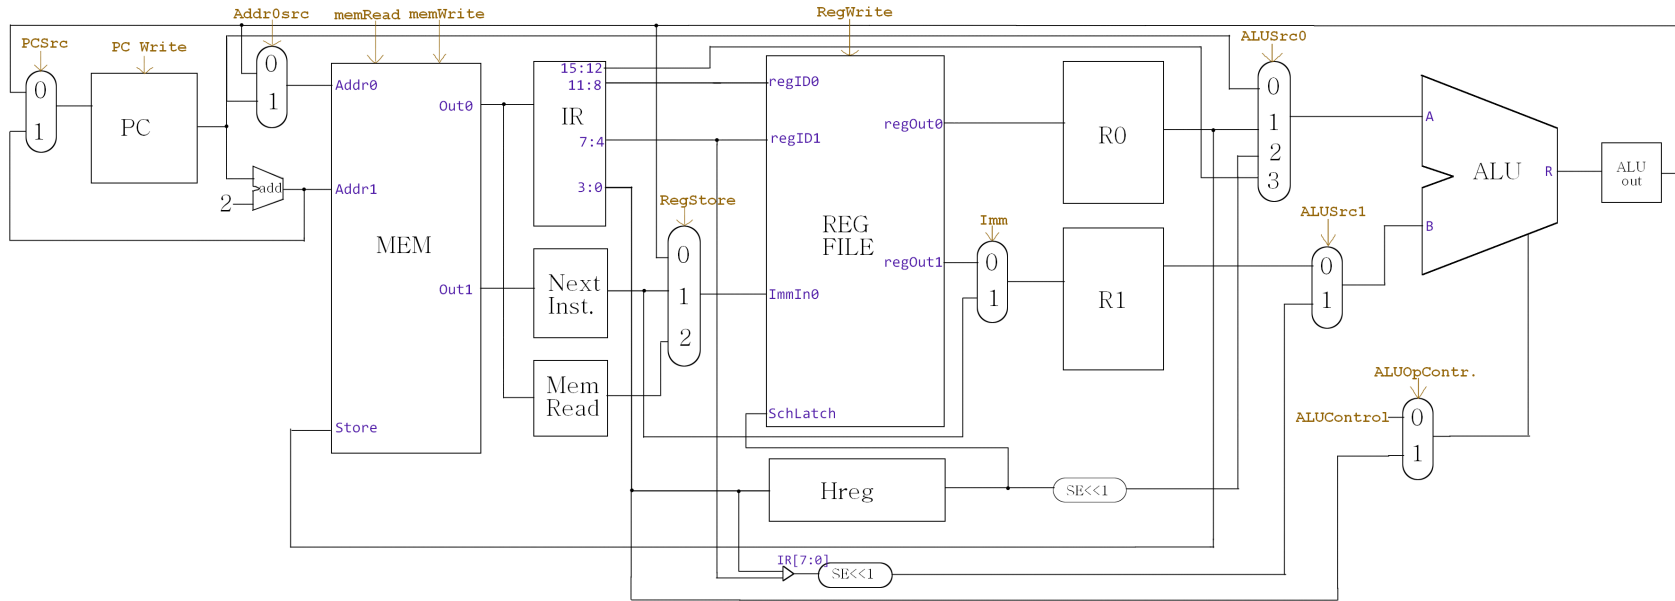 Addr0src
memRead
memWrite
RegWrite
PCSrc
PC Write
ALUSrc0
0
1
PC
0
1
add
2
Addr0
Out0
Addr1
MEM
Out1
Store
15:12
11:8
IR
7:4
3:0
Next
Inst.
Mem
Read
RegStore
0
1
2
regID0
regOut0
regID1
REG
FILE
regOut1
ImmIn0
SchLatch
Imm
0
1
R0
R1
0
1
2
3
ALUSrc1
0
1
A
ALU
R
B
ALU
out
ALUOpContr.
ALUControl
0
1
Hreg
SE<<1
IR[7:0]
SE<<1